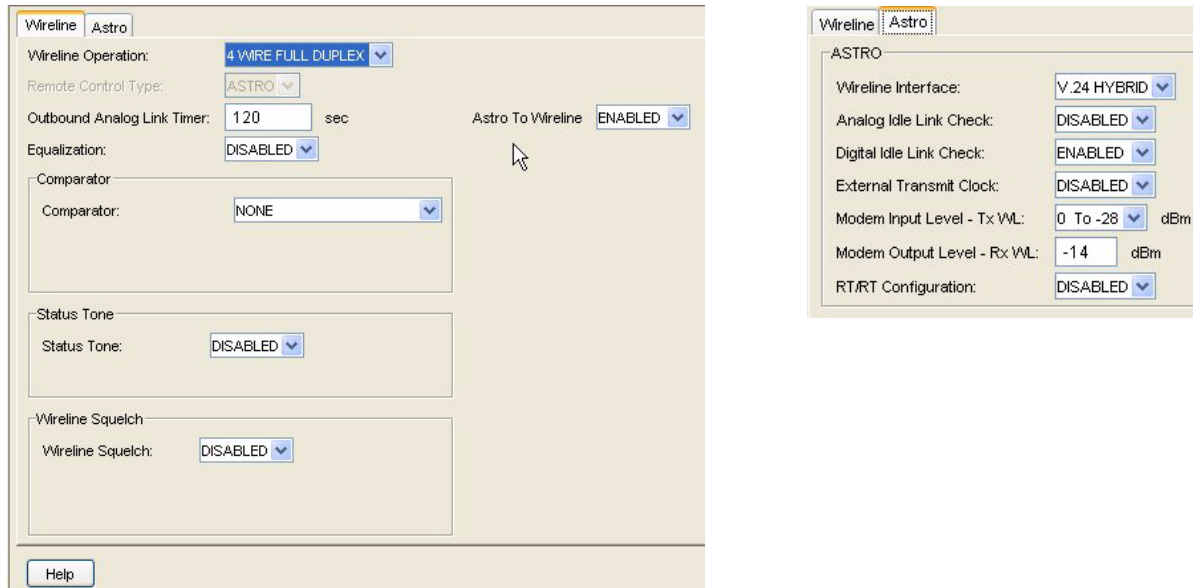 Wireline Astro
Wireline Operation: 4 WIRE FULL DUPLEX
Remote Control Type: ASTRO
Outbound Analog Link Timer: 120 sec Astro To Wireline ENABLED
Equalization: DISABLED
Comparator
Comparator: NONE
Status Tone
Status Tone: DISABLED
Wireline Squelch
Wireline Squelch: DISABLED
Help
Wireline Astro
ASTRO
Wireline Interface: V.24 HYBRID
Analog Idle Link Check: DISABLED
Digital Idle Link Check: ENABLED
External Transmit Clock: DISABLED
Modem Input Level - Tx WL: 0 To -28 dBm
Modem Output Level - Rx WL: -14 dBm
RT/RT Configuration: DISABLED